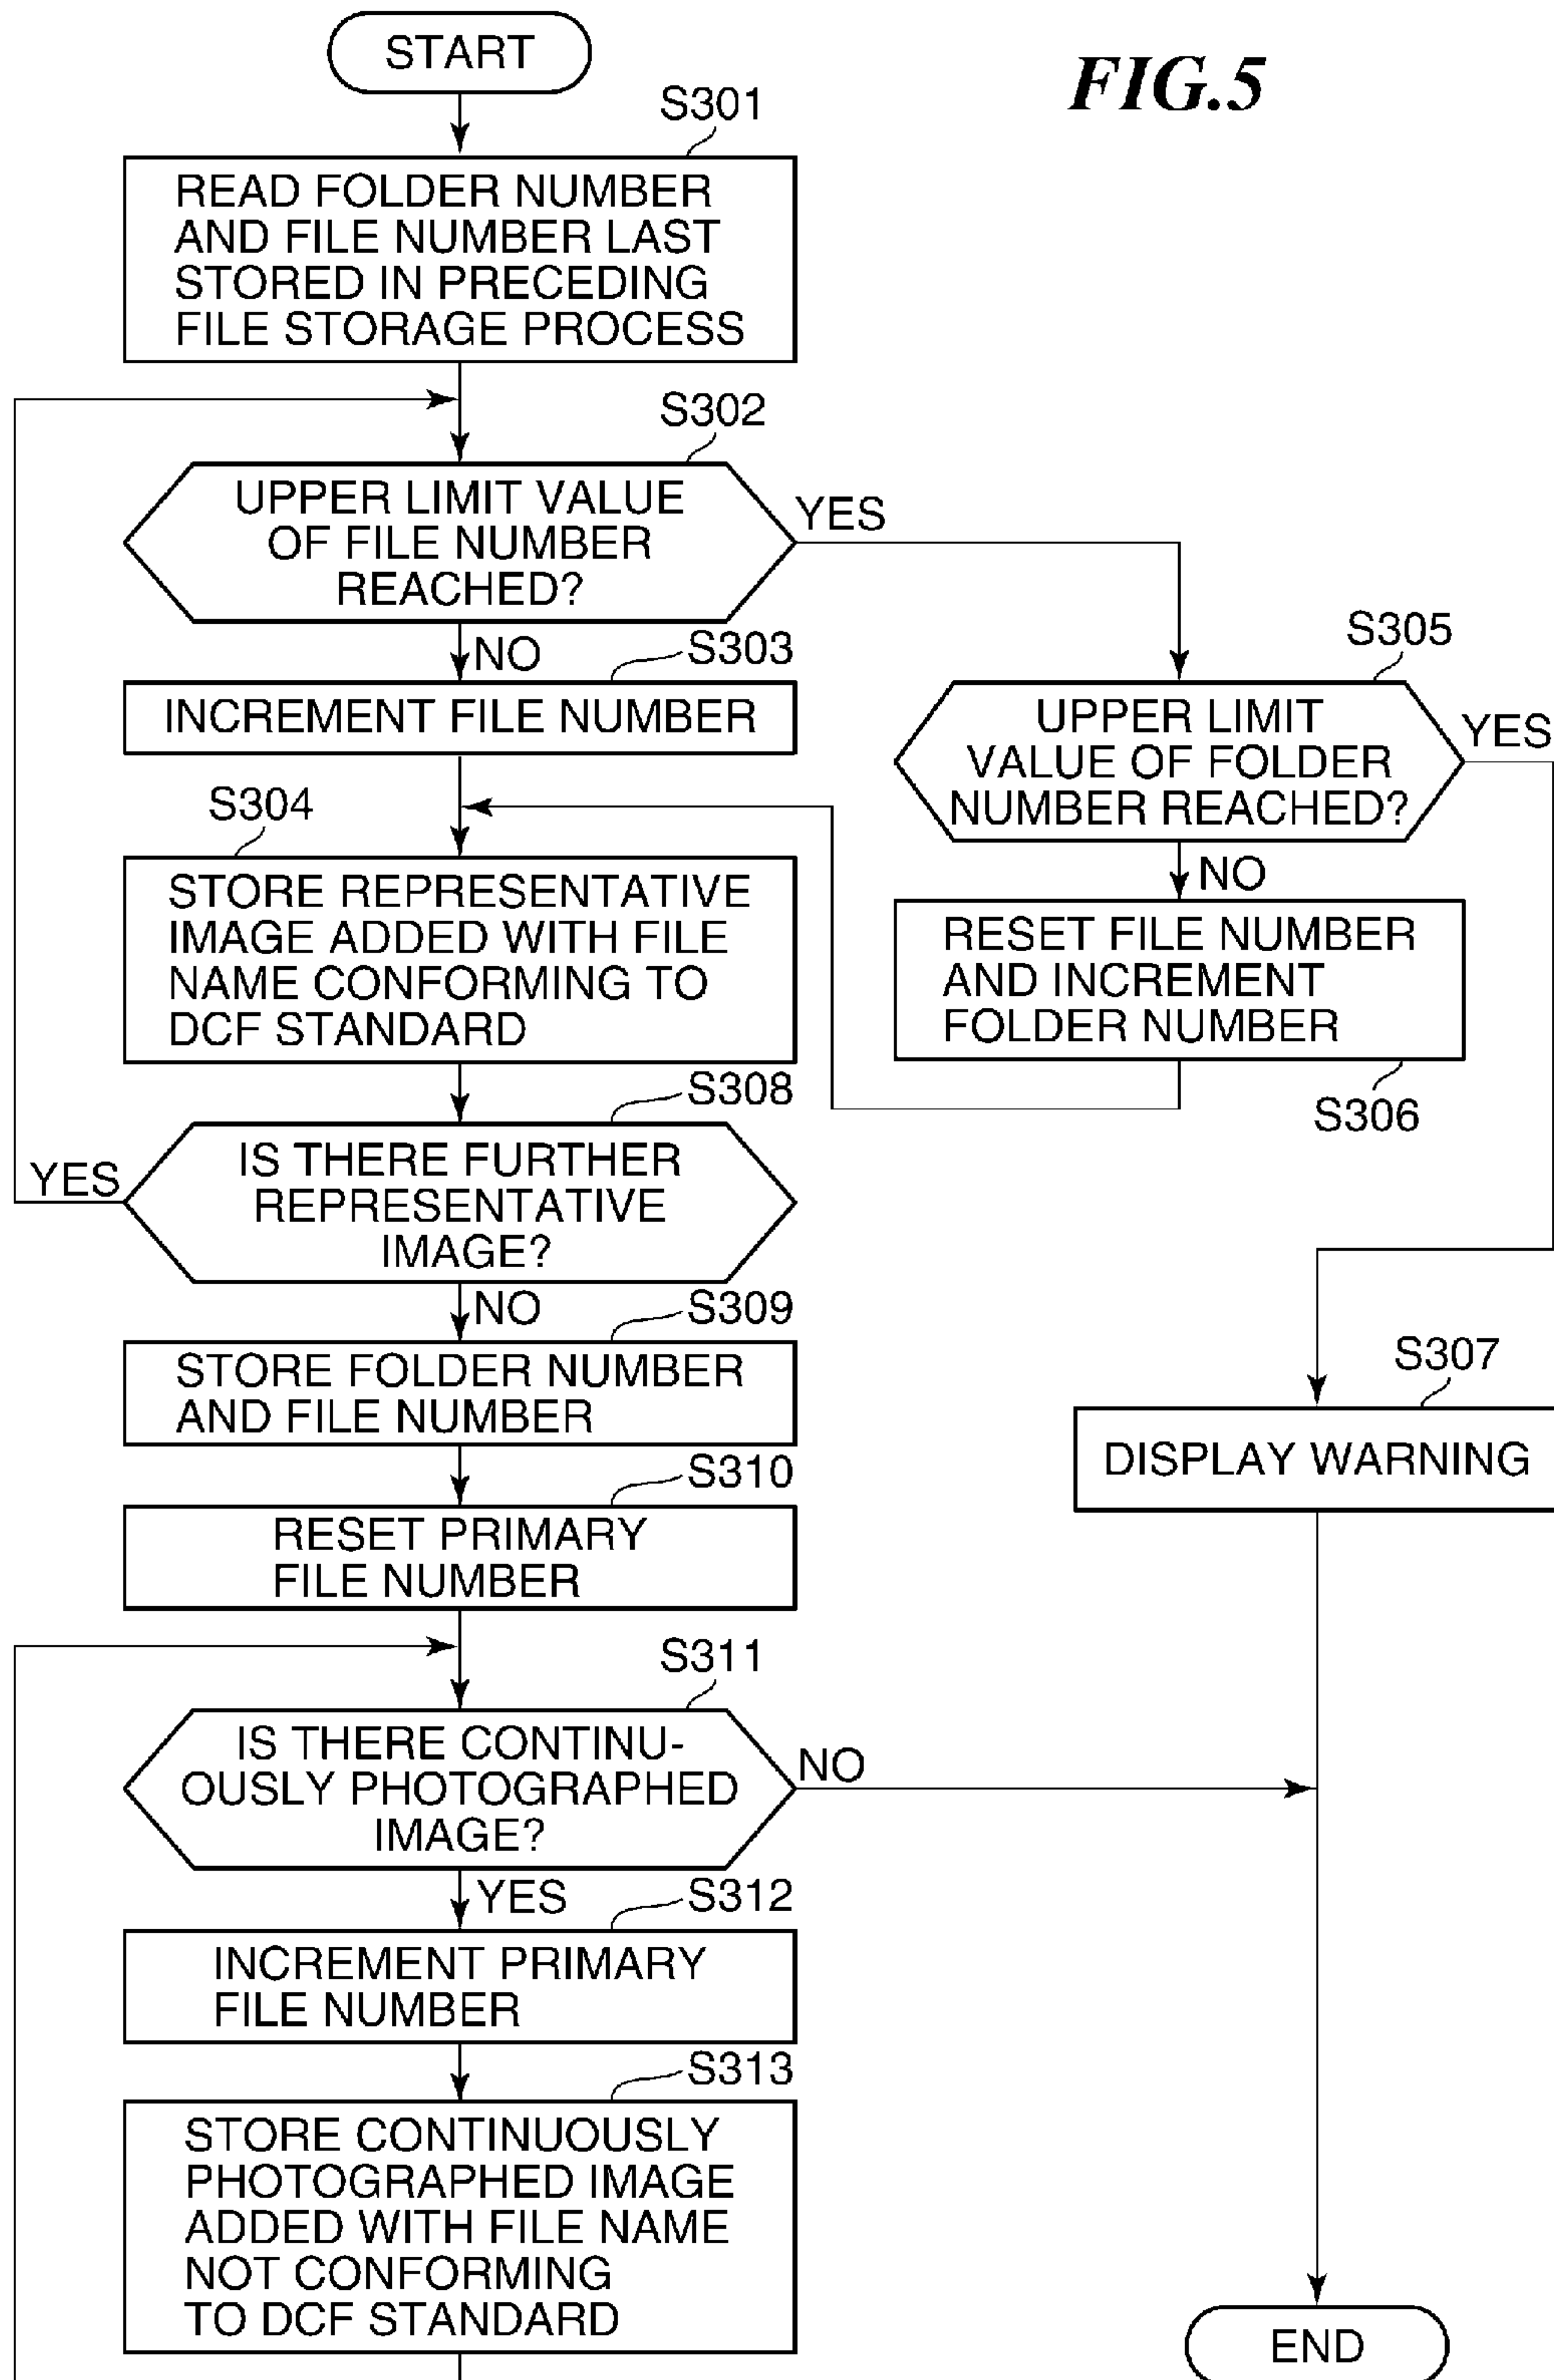 START
FIG.5
S301
READ FOLDER NUMBER
AND FILE NUMBER LAST
STORED IN PRECEDING
FILE STORAGE PROCESS
S302
UPPER LIMIT VALUE
OF FILE NUMBER
REACHED?
YES
NO
S303
INCREMENT FILE NUMBER
S305
UPPER LIMIT
VALUE OF FOLDER
NUMBER REACHED?
YES
NO
RESET FILE NUMBER
AND INCREMENT
FOLDER NUMBER
S306
S304
STORE REPRESENTATIVE
IMAGE ADDED WITH FILE
NAME CONFORMING TO
DCF STANDARD
S308
IS THERE FURTHER
REPRESENTATIVE
IMAGE?
YES
NO
S309
STORE FOLDER NUMBER
AND FILE NUMBER
S307
DISPLAY WARNING
S310
RESET PRIMARY
FILE NUMBER
S311
IS THERE CONTINU-
OUSLY PHOTOGRAPHED
IMAGE?
NO
YES
S312
INCREMENT PRIMARY
FILE NUMBER
S313
STORE CONTINUOUSLY
PHOTOGRAPHED IMAGE
ADDED WITH FILE NAME
NOT CONFORMING
TO DCF STANDARD
END